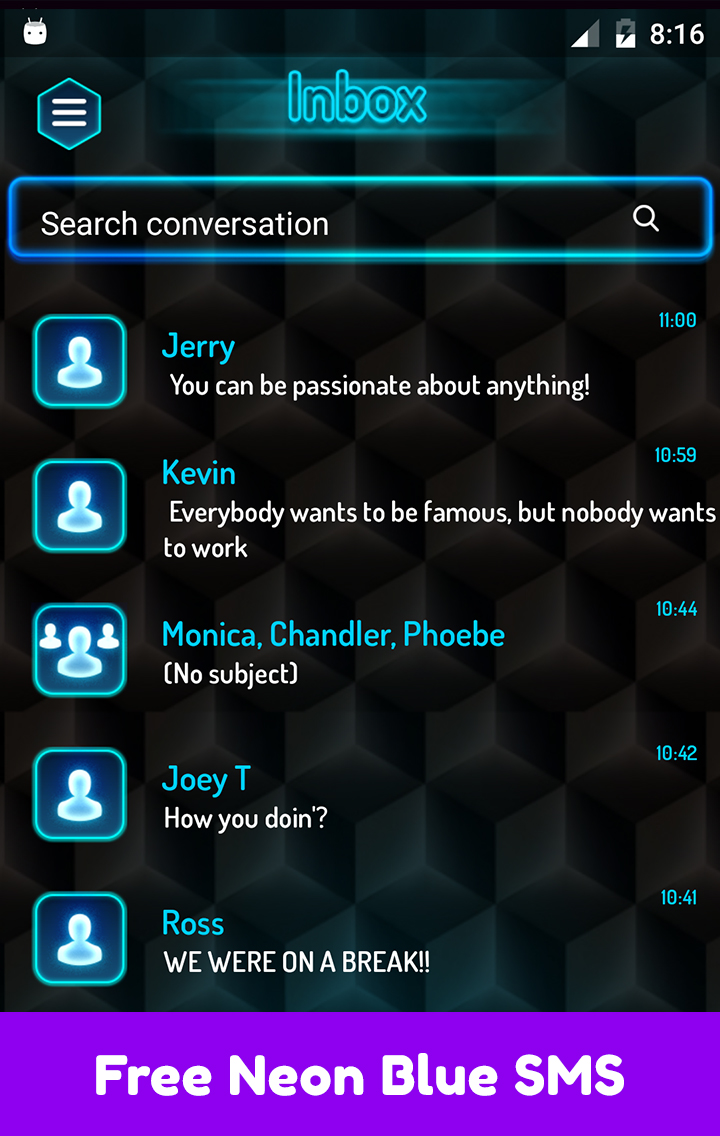 8:16
Inbox
Search conversation
11:00
Jerry
You can be passionate about anything!
10:59
Kevin
Everybody wants to be famous, but nobody wants
to work
10:44
Monica, Chandler, Phoebe
(No subject)
10:42
Joey T
How you doin'?
10:41
Ross
WE WERE ON A BREAK!!
Free Neon Blue SMS